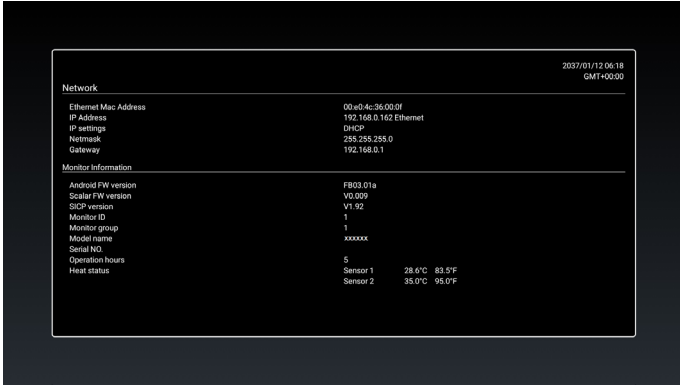 2037/01/12 06:18
GMT+00:00
Network
Ethernet Mac Address 00:e0:4c:36:00:0f
IP Address 192.168.0.162 Ethernet
IP settings DHCP
Netmask 255.255.255.0
Gateway 192.168.0.1
Monitor Information
Android FW version FB03.01a
Scalar FW version V0.009
SICP version V1.92
Monitor ID 1
Monitor group 1
Model name xxxxxx
Serial NO.
Operation hours 5
Heat status Sensor 1 28.6°C 83.5°F
Sensor 2 35.0°C 95.0°F